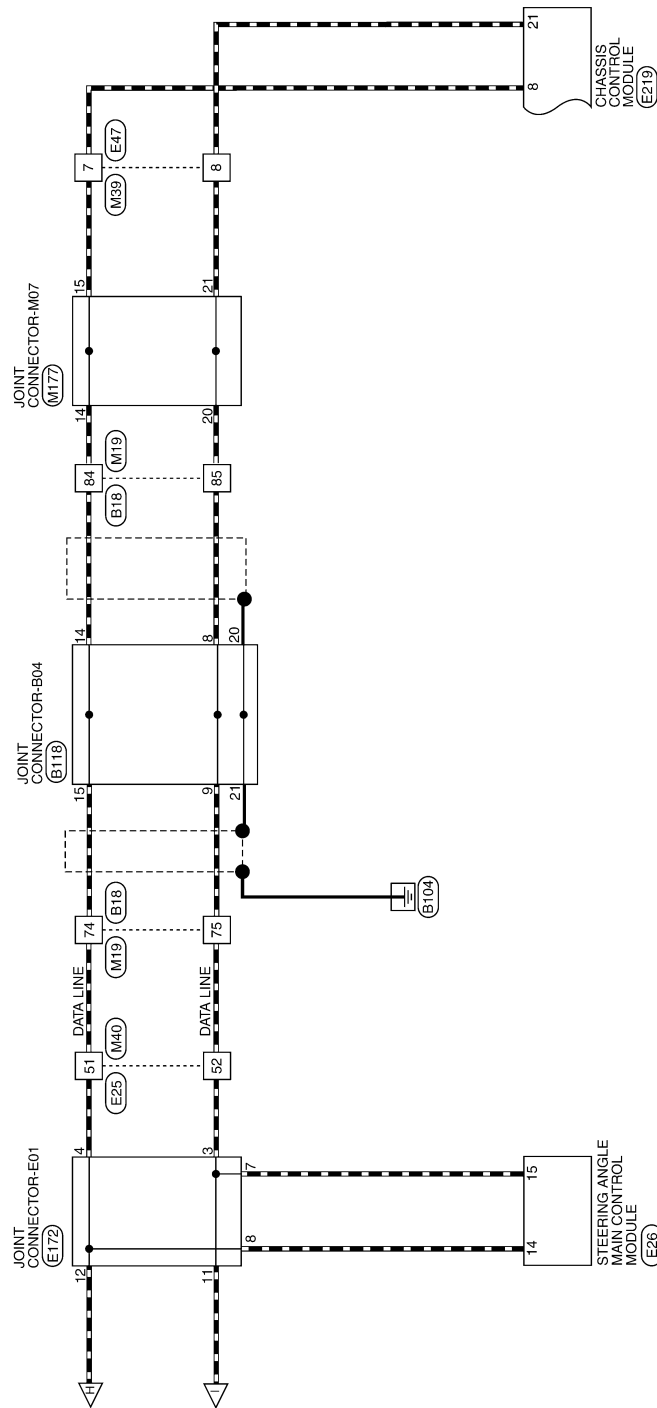 JOINT
CONNECTOR-E01
E172
JOINT
CONNECTOR-B04
B118
JOINT
CONNECTOR-M07
M177
H
12
4
51
DATA LINE
74
15
14
84
14
15
7
E25
M40
M19
B18
B18
M19
M39
E47
I
11
3
52
DATA LINE
75
9
8
85
20
21
8
8
7
21
20
B104
14
15
8
21
STEERING ANGLE
MAIN CONTROL
MODULE
E26
CHASSIS
CONTROL
MODULE
E219